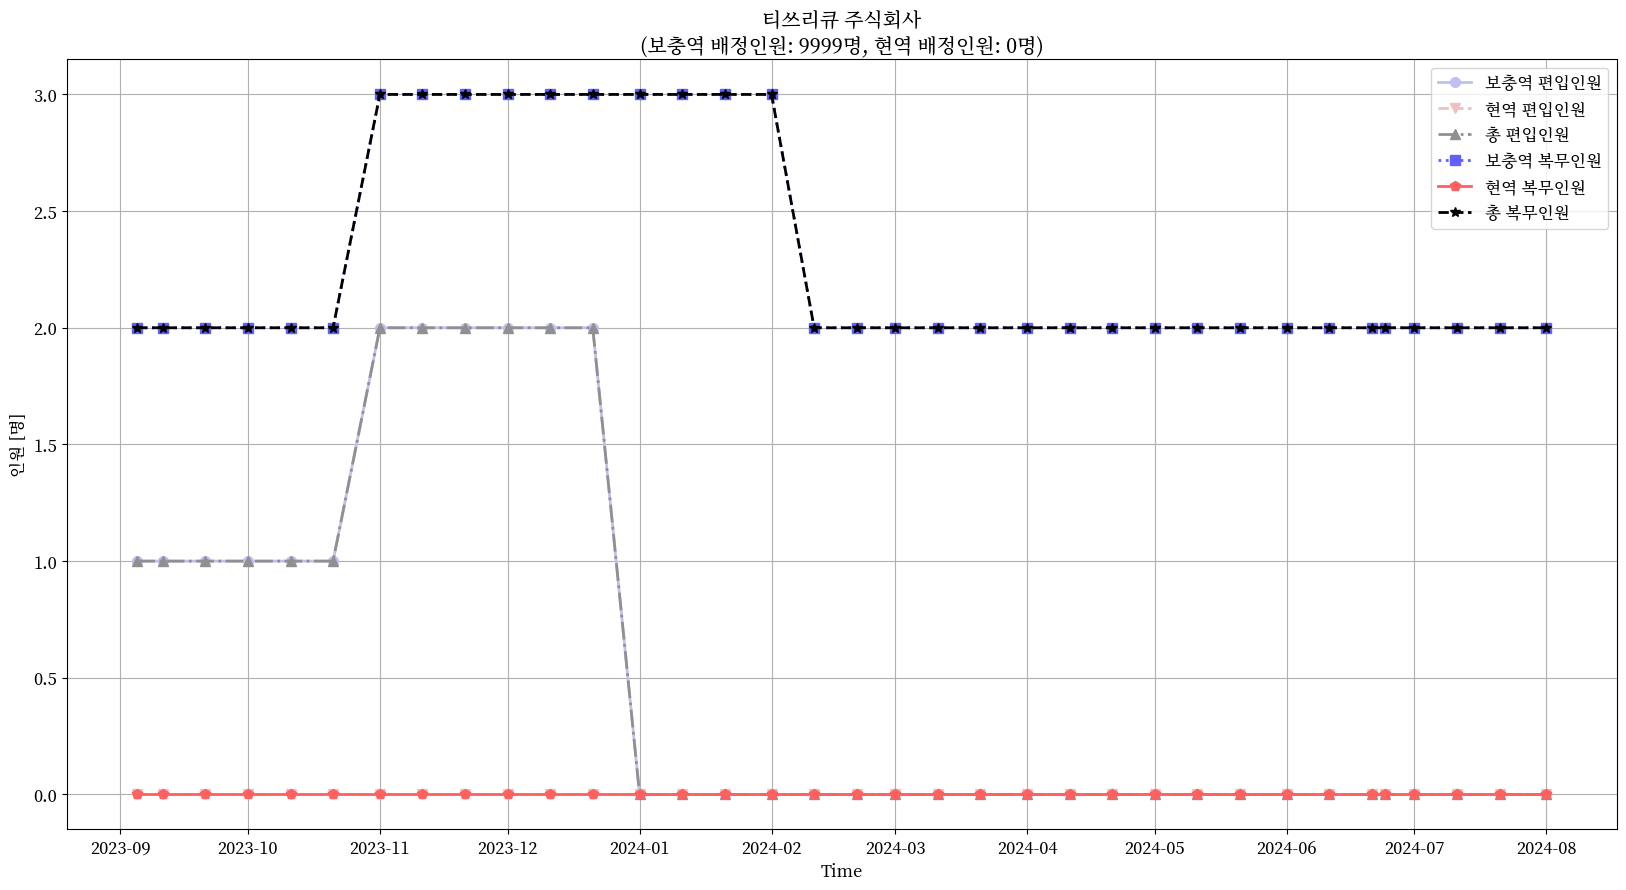 티쓰리큐 주식회사
(보충역 배정인원: 9999명, 현역 배정인원: 0명)
보충역 편입인원
현역 편입인원
총 편입인원
보충역 복무인원
현역 복무인원
총 복무인원
인원 [명]
3.0
2.5
2.0
1.5
1.0
0.5
0.0
2023-09 2023-10 2023-11 2023-12 2024-01 2024-02 2024-03 2024-04 2024-05 2024-06 2024-07 2024-08
Time